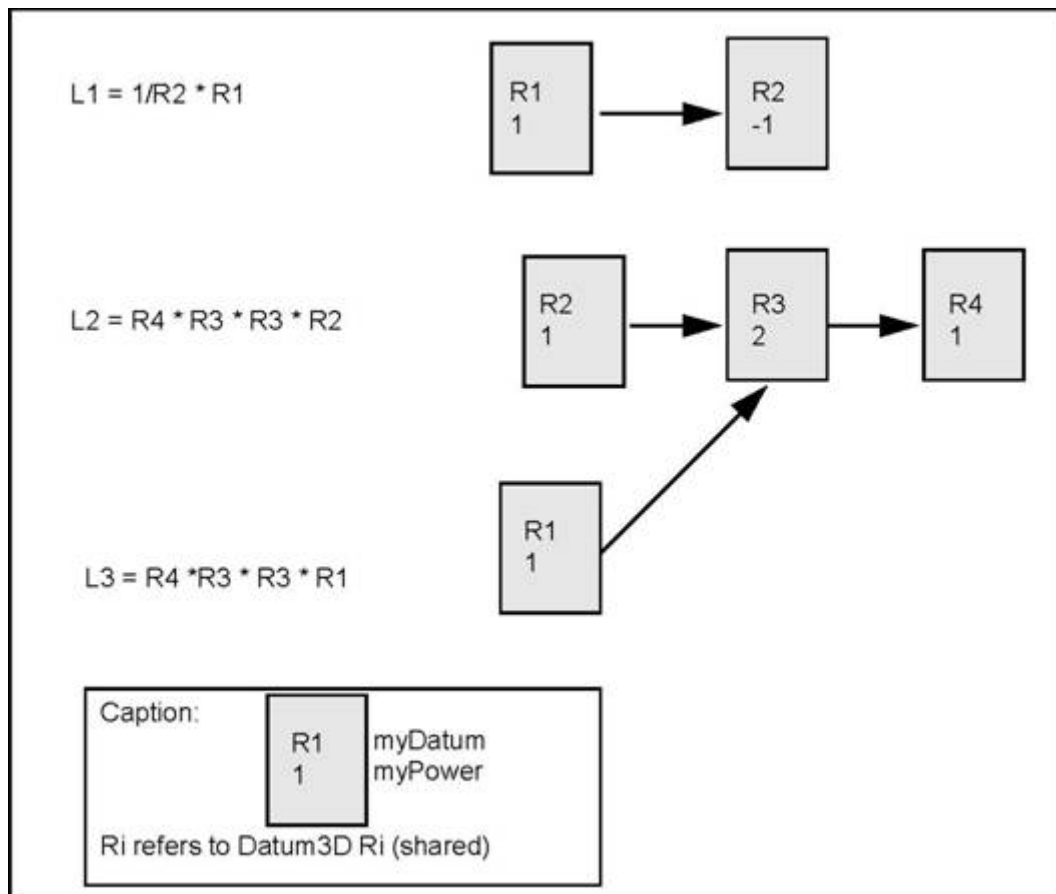 L1 = 1/R2 * R1
R1
1
R2
-1
L2 = R4 * R3 * R3 * R2
R2
1
R3
2
R4
1
L3 = R4 *R3 * R3 * R1
R1
1
Caption:
R1
1
myDatum
myPower
Ri refers to Datum3D Ri (shared)